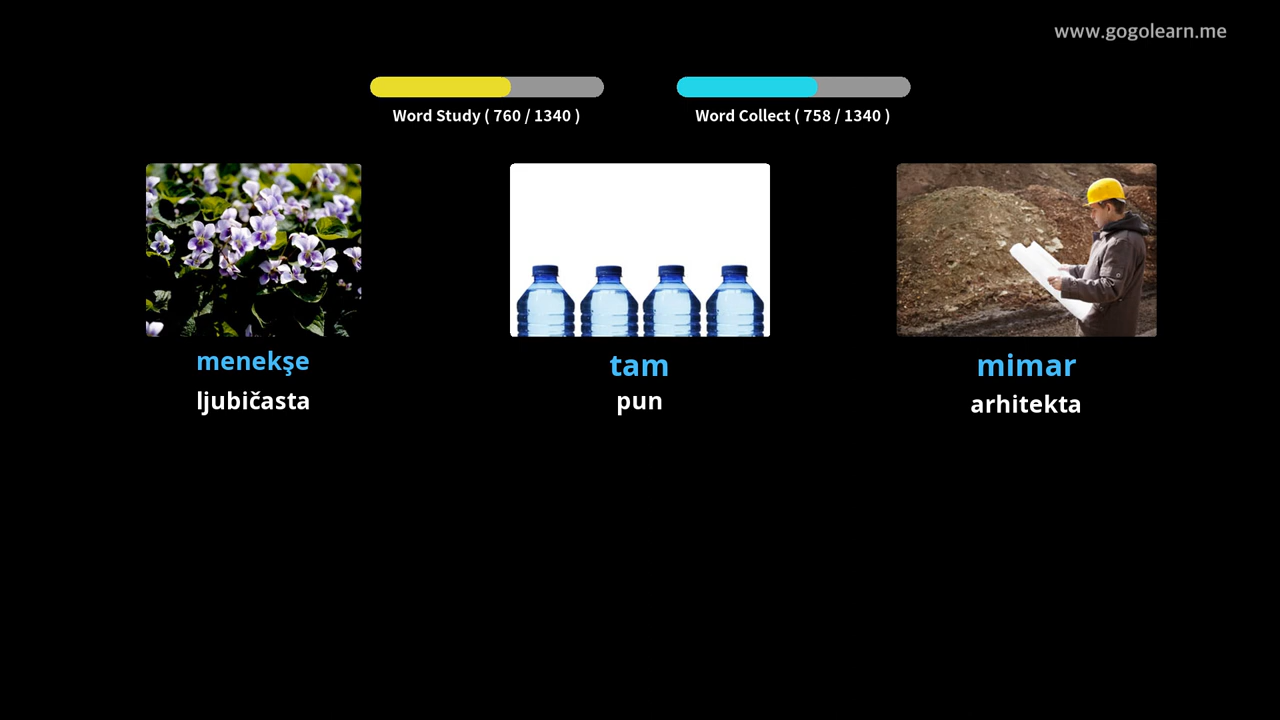 www.gogolearn.me
Word Study ( 760 / 1340 )
Word Collect ( 758 / 1340 )
menekşe
ljubičasta
tam
pun
mimar
arhitekta